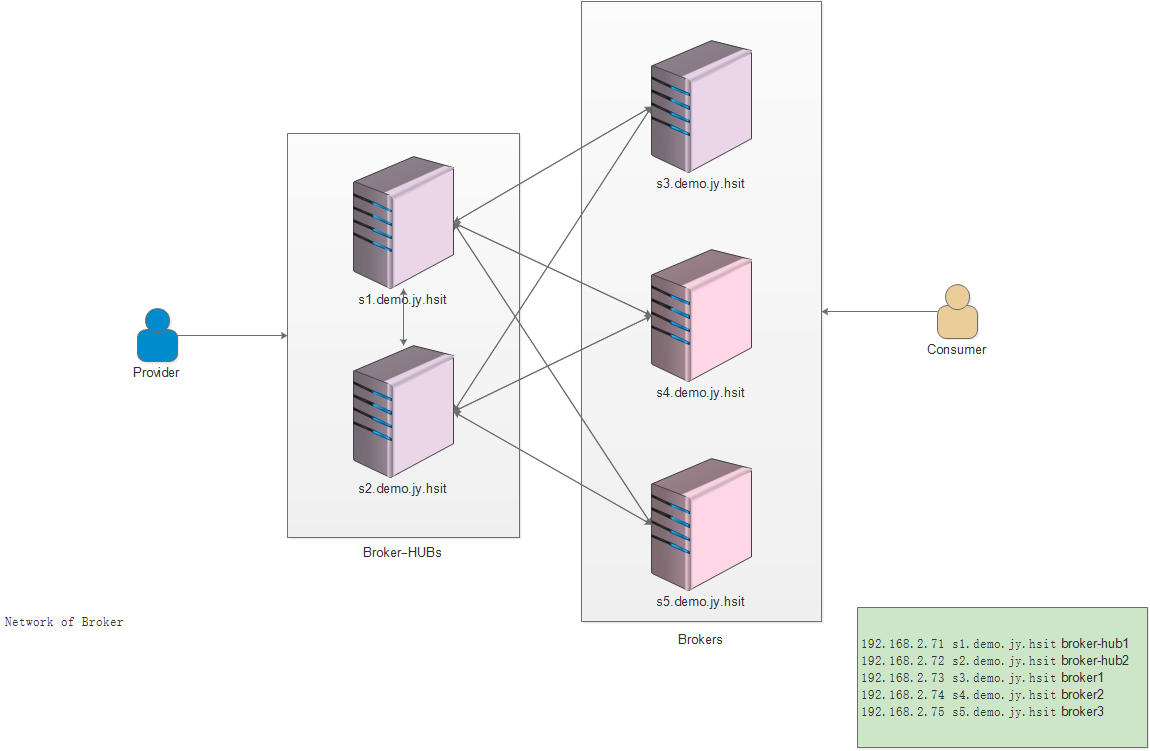 s3.demo.jy.hsit
s1.demo.jy.hsit
Provider
Consumer
s4.demo.jy.hsit
s2.demo.jy.hsit
Broker-HUBs
s5.demo.jy.hsit
Brokers
Network of Broker
192.168.2.71 s1.demo.jy.hsit broker-hub1
192.168.2.72 s2.demo.jy.hsit broker-hub2
192.168.2.73 s3.demo.jy.hsit broker1
192.168.2.74 s4.demo.jy.hsit broker2
192.168.2.75 s5.demo.jy.hsit broker3